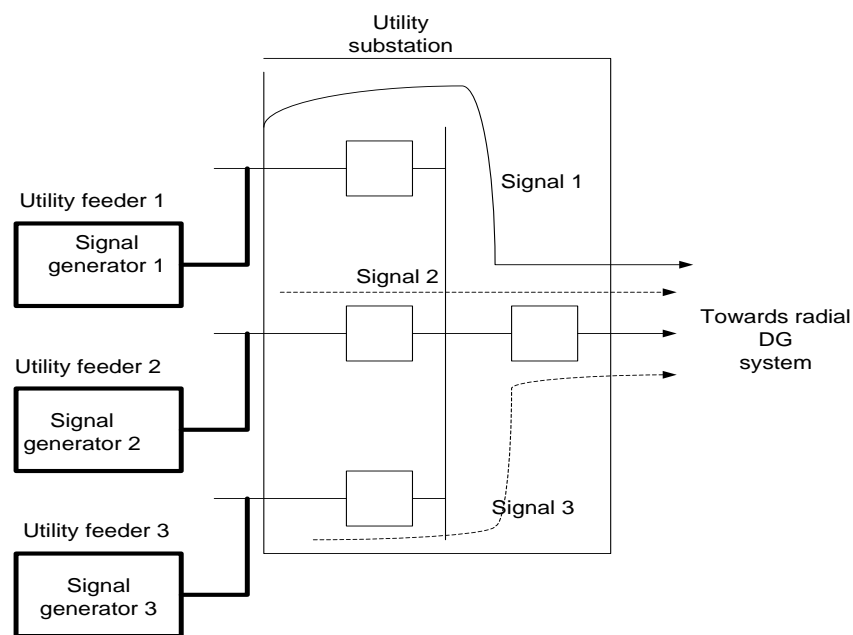 Utility
substation
Signal 1
Utility feeder 1
Signal
generator 1
Signal 2
Towards radial
DG
system
Utility feeder 2
Signal
generator 2
Signal 3
Utility feeder 3
Signal
generator 3